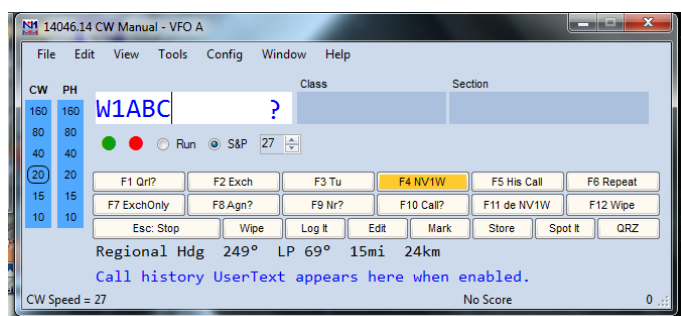 14046.14 CW Manual - VFO A
File Edit View Tools Config Window Help
CW PH Class Section
160 160 W1ABC ?
80 80
40 40 Run S&P 27
20 20 F1 Qrl? F2 Exch F3 Tu F4 NV1W F5 His Call F6 Repeat
15 15 F7 ExchOnly F8 Agn? F9 Nr? F10 Call? F11 de NV1W F12 Wipe
10 10 Esc: Stop Wipe Log It Edit Mark Store Spot It QRZ
Regional Hdg 249° LP 69° 15mi 24km
Call history UserText appears here when enabled.
CW Speed = 27 No Score 0